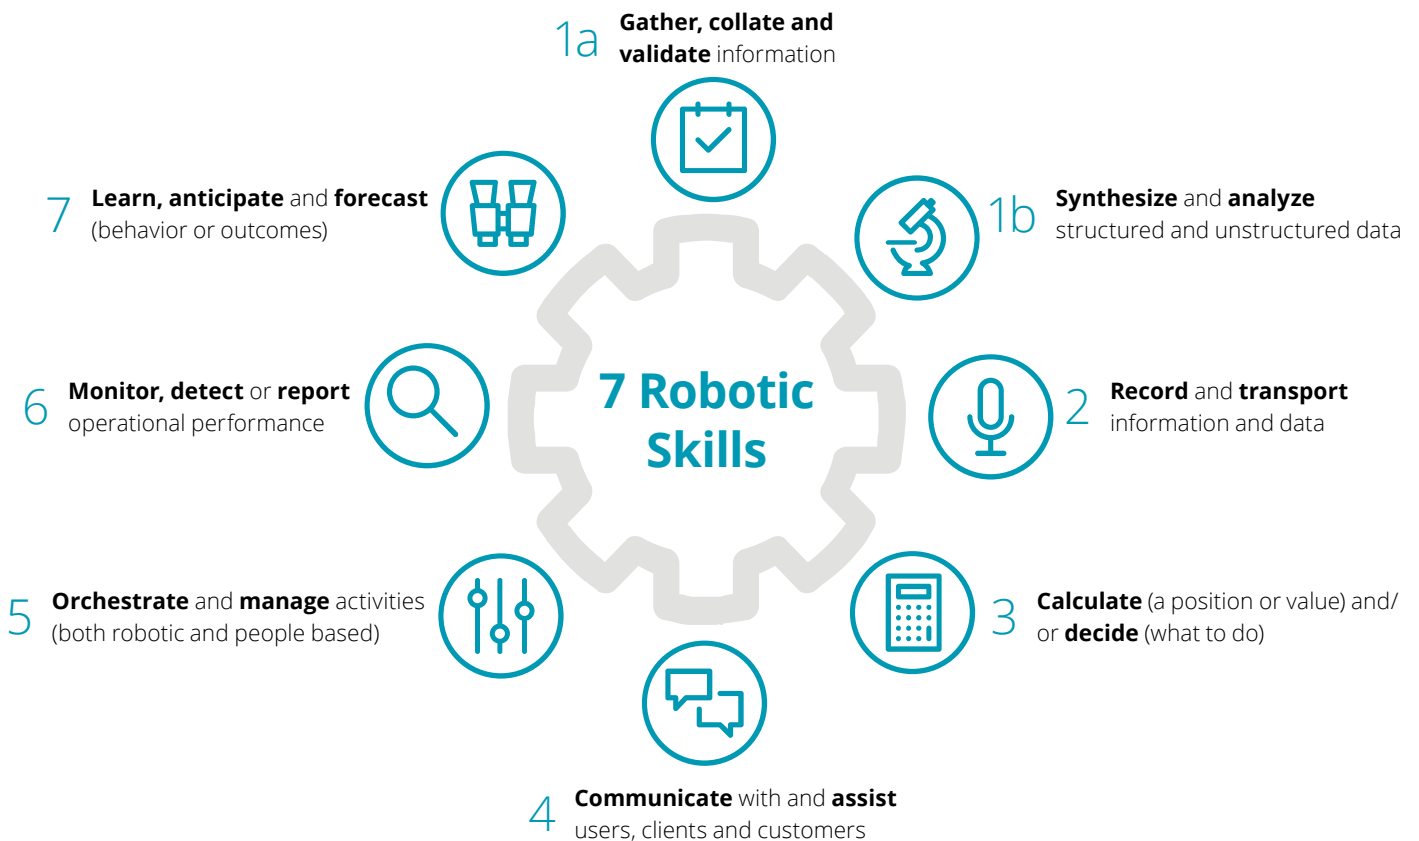 1a
Gather, collate and
validate information
1b
Synthesize and analyze
structured and unstructured data
2
Record and transport
information and data
3
Calculate (a position or value) and/
or decide (what to do)
4
Communicate with and assist
users, clients and customers
5
Orchestrate and manage activities
(both robotic and people based)
6
Monitor, detect or report
operational performance
7
Learn, anticipate and forecast
(behavior or outcomes)
7 Robotic
Skills